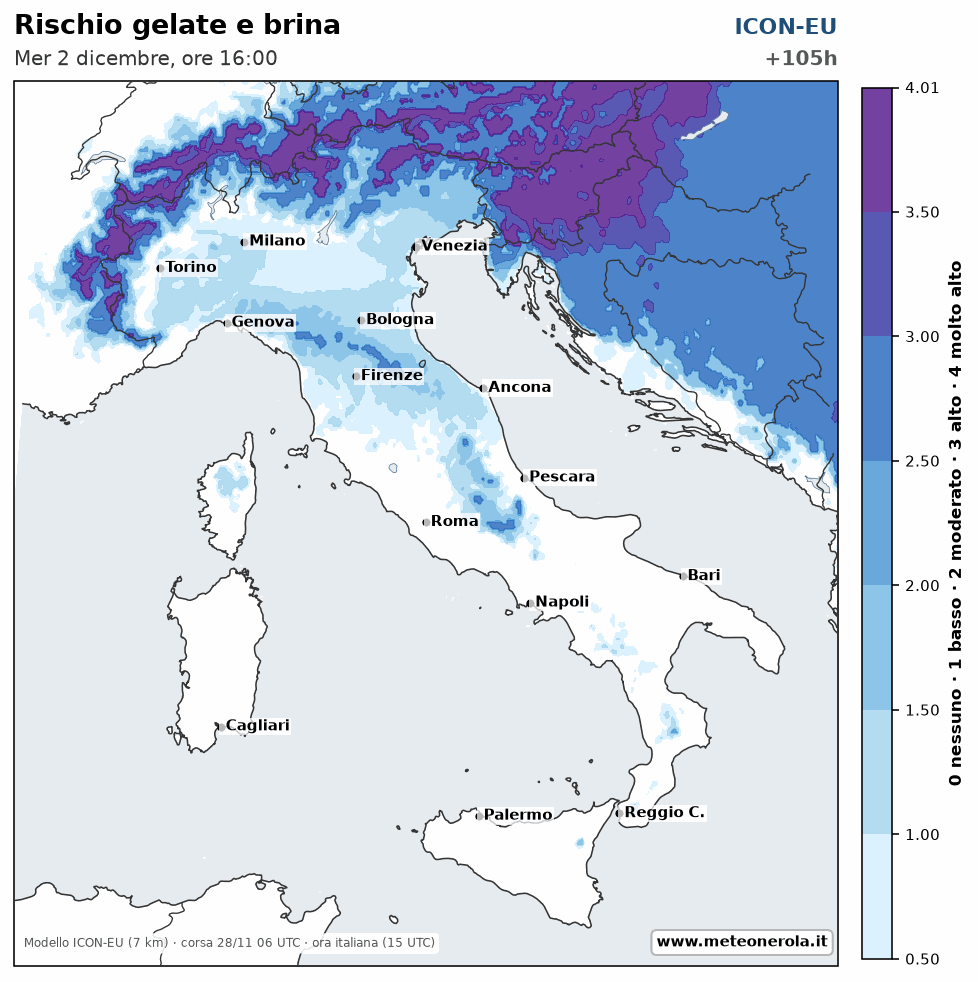 Rischio gelate e brina
ICON-EU
Mer 2 dicembre, ore 16:00
+105h
4.01
3.50
3.00
2.50
2.00
1.50
1.00
0.50
0 nessuno · 1 basso · 2 moderato · 3 alto · 4 molto alto
Milano
Venezia
Torino
Genova
Bologna
Firenze
Ancona
Pescara
Roma
Bari
Napoli
Cagliari
Palermo
Reggio C.
Modello ICON-EU (7 km) · corsa 28/11 06 UTC · ora italiana (15 UTC)
www.meteonerola.it